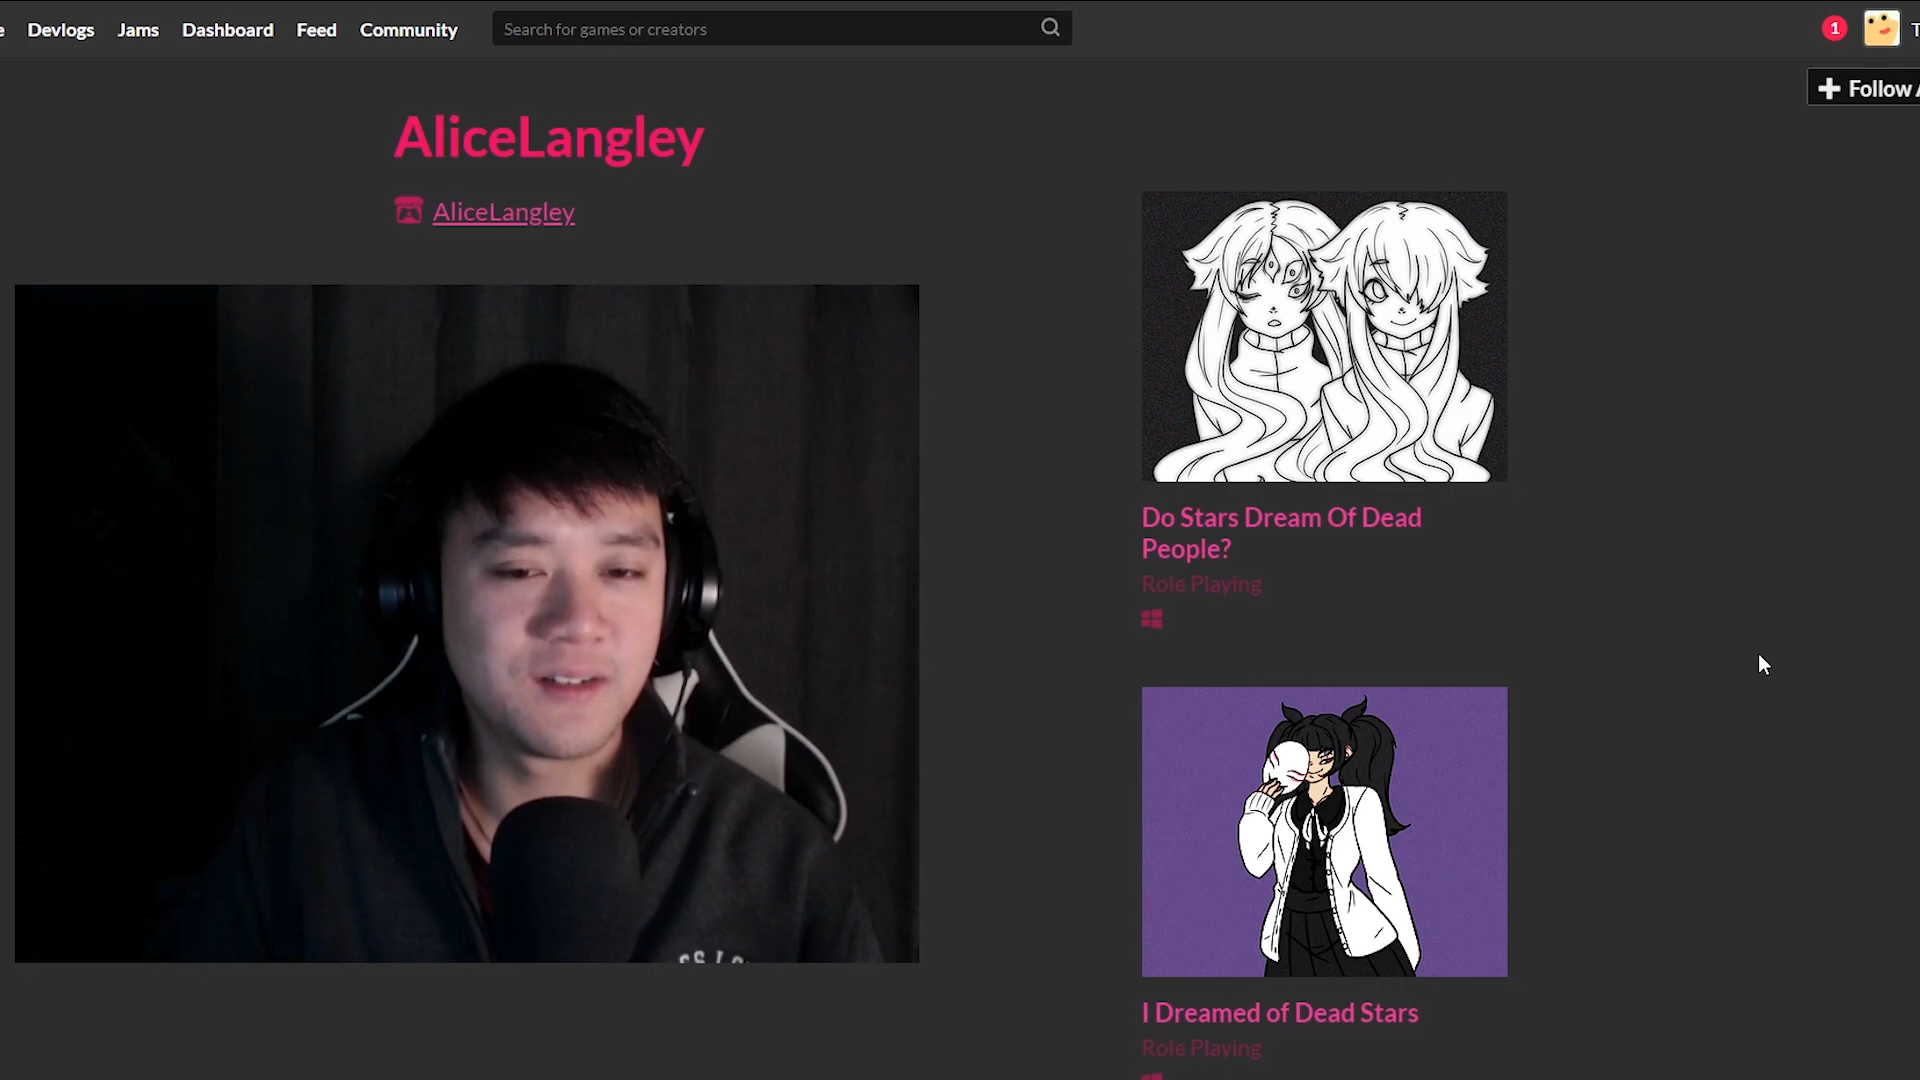 Devlogs Jams Dashboard Feed Community Search for games or creators 1
Follow
AliceLangley
AliceLangley
Do Stars Dream Of Dead
People?
Role Playing
I Dreamed of Dead Stars
Role Playing